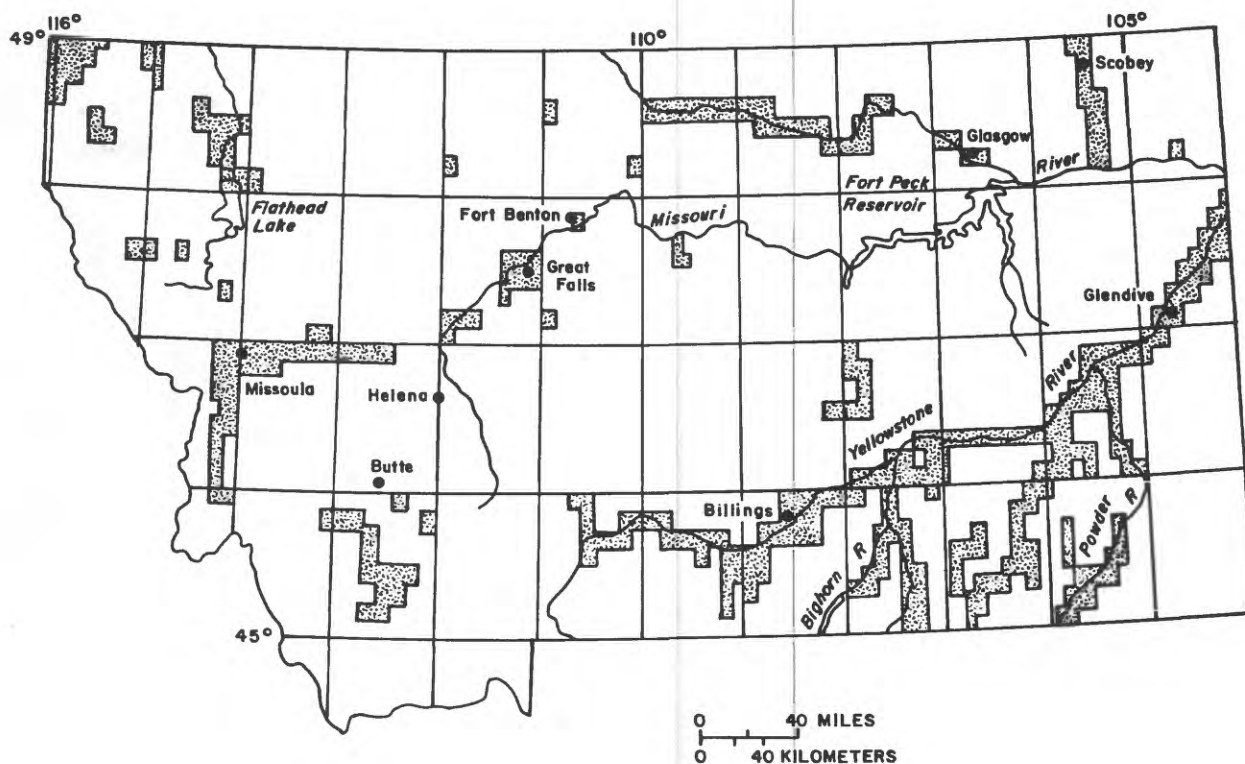 116°
49°
110°
105°
Scobey
Glasgow
River
Fort Peck
Reservoir
Flathead
Lake
Fort Benton
Missouri
Great
Falls
Glendive
Missoula
River
Helena
Yellowstone
Butte
Billings
Powder
R
Bighorn
R
45°
0 40 MILES
0 40 KILOMETERS